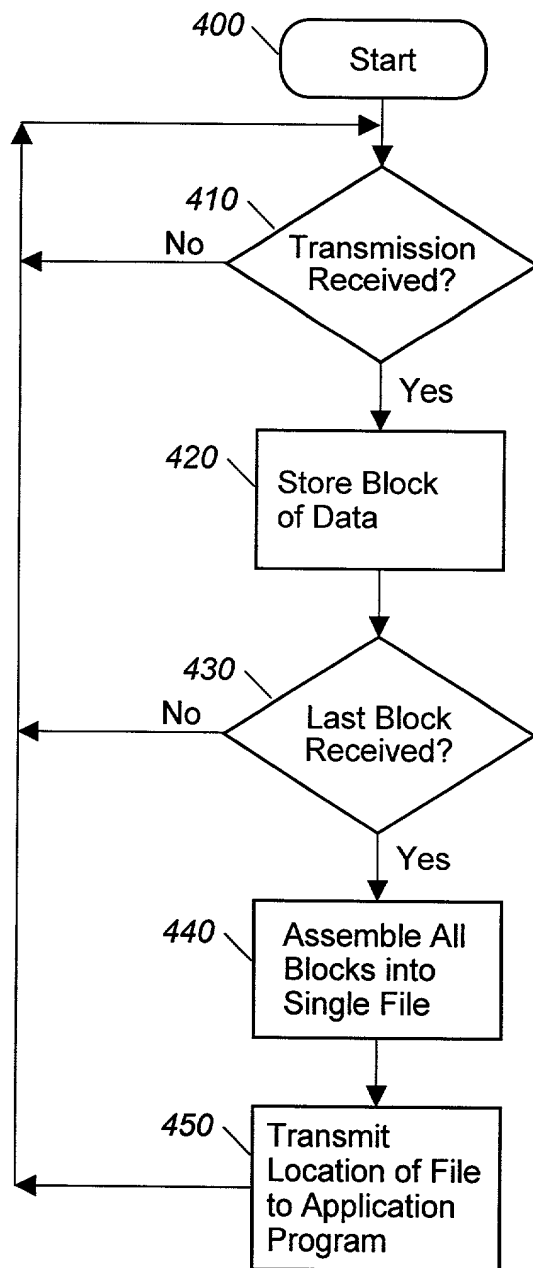 400
Start
410
No
Transmission
Received?
Yes
420
Store Block
of Data
430
No
Last Block
Received?
Yes
440
Assemble All
Blocks into
Single File
450
Transmit
Location of File
to Application
Program